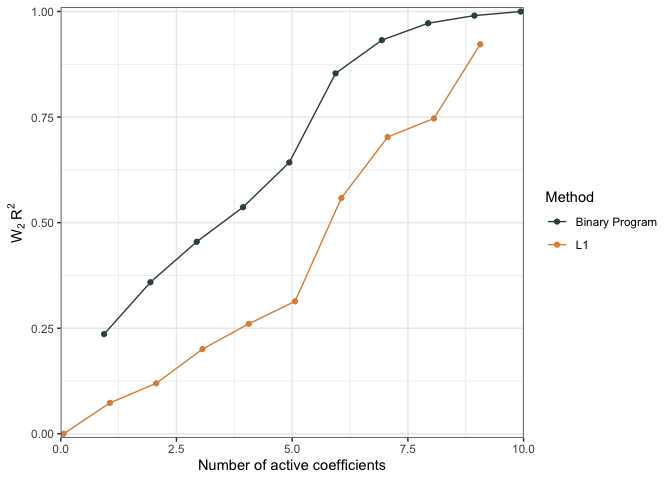 1.00
0.75
0.50
0.25
0.00
W₂ R²
0.0
2.5
5.0
7.5
10.0
Number of active coefficients
Method
Binary Program
L1